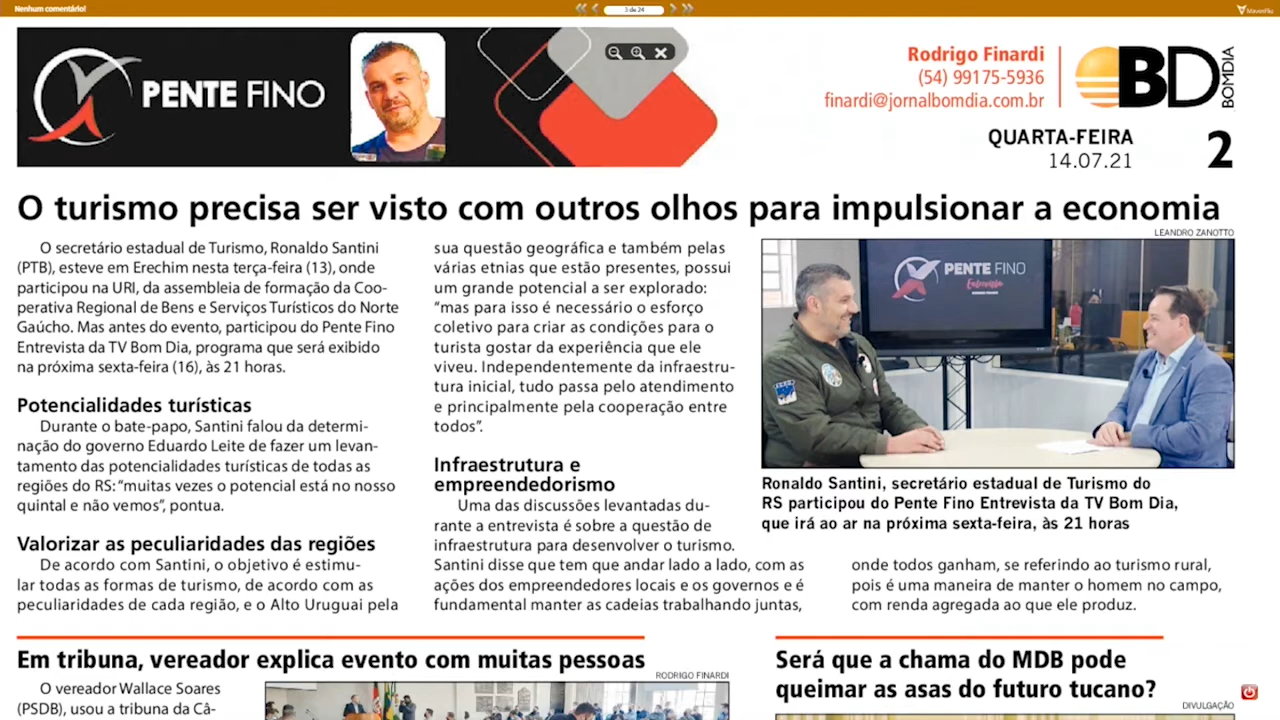 Nenhum comentário!
3 de 24
MavenFlip
PENTE FINO
Rodrigo Finardi
(54) 99175-5936
finardi@jornalbomdia.com.br
BD
BOMDIA
QUARTA-FEIRA
14.07.21
2
O turismo precisa ser visto com outros olhos para impulsionar a economia
O secretário estadual de Turismo, Ronaldo Santini
(PTB), esteve em Erechim nesta terça-feira (13), onde
participou na URI, da assembleia de formação da Coo-
perativa Regional de Bens e Serviços Turísticos do Norte
Gaúcho. Mas antes do evento, participou do Pente Fino
Entrevista da TV Bom Dia, programa que será exibido
na próxima sexta-feira (16), às 21 horas.
Potencialidades turísticas
Durante o bate-papo, Santini falou da determi-
nação do governo Eduardo Leite de fazer um levan-
tamento das potencialidades turísticas de todas as
regiões do RS: “muitas vezes o potencial está no nosso
quintal e não vemos”, pontua.
Valorizar as peculiaridades das regiões
De acordo com Santini, o objetivo é estimu-
lar todas as formas de turismo, de acordo com as
peculiaridades de cada região, e o Alto Uruguai pela
sua questão geográfica e também pelas
várias etnias que estão presentes, possui
um grande potencial a ser explorado:
“mas para isso é necessário o esforço
coletivo para criar as condições para o
turista gostar da experiência que ele
viveu. Independentemente da infraestru-
tura inicial, tudo passa pelo atendimento
e principalmente pela cooperação entre
todos”.
Infraestrutura e
empreendedorismo
Uma das discussões levantadas du-
rante a entrevista é sobre a questão de
infraestrutura para desenvolver o turismo.
Santini disse que tem que andar lado a lado, com as
ações dos empreendedores locais e os governos e é
fundamental manter as cadeias trabalhando juntas,
LEANDRO ZANOTTO
PENTE FINO
Entrevista
Ronaldo Santini, secretário estadual de Turismo do
RS participou do Pente Fino Entrevista da TV Bom Dia,
que irá ao ar na próxima sexta-feira, às 21 horas
onde todos ganham, se referindo ao turismo rural,
pois é uma maneira de manter o homem no campo,
com renda agregada ao que ele produz.
Em tribuna, vereador explica evento com muitas pessoas
RODRIGO FINARDI
O vereador Wallace Soares
(PSDB), usou a tribuna da Câ-
Será que a chama do MDB pode
queimar as asas do futuro tucano?
DIVULGAÇÃO